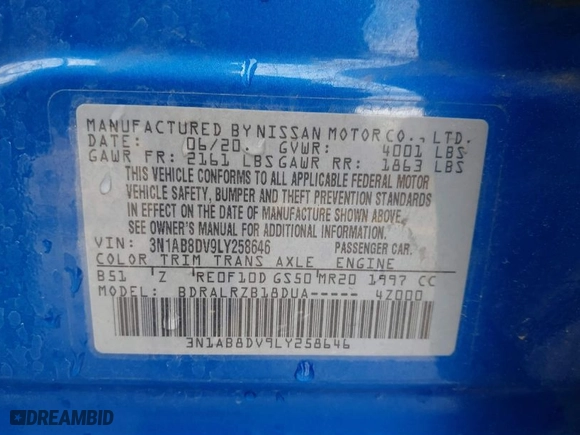 MANUFACTURED BY NISSAN MOTOR CO., LTD.
DATE: 06/20. GVWR: 4001 LBS
GAWR FR: 2161 LBS GAWR RR: 1863 LBS
THIS VEHICLE CONFORMS TO ALL APPLICABLE FEDERAL MOTOR
VEHICLE SAFETY, BUMPER AND THEFT PREVENTION STANDARDS
IN EFFECT ON THE DATE OF MANUFACTURE SHOWN ABOVE.
SEE OWNER'S MANUAL FOR ADDITIONAL INFORMATION.
VIN: 3N1AB8DV9LY258646 PASSENGER CAR
COLOR TRIM TRANS AXLE ENGINE
B51 Z RE0F10D GS50 MR20 1997 CC
MODEL: BDRALRZB18DUA----- 4Z000
3N1AB8DV9LY258646
DREAMBID